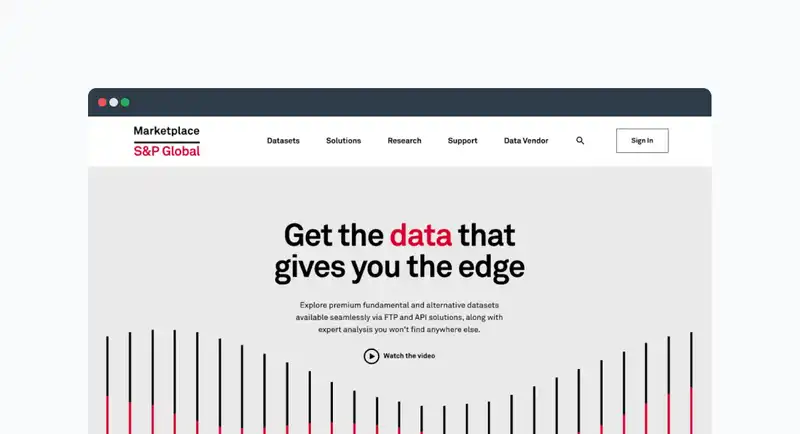 Marketplace
S&P Global
Datasets
Solutions
Research
Support
Data Vendor
Sign In
Get the data that
gives you the edge
Explore premium fundamental and alternative datasets
available seamlessly via FTP and API solutions, along with
expert analysis you won't find anywhere else.
Watch the video